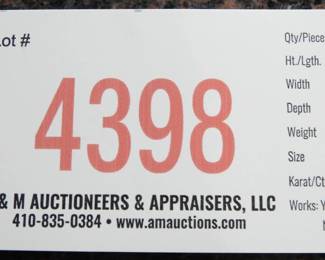 Lot #
4398
& M AUCTIONEERS & APPRAISERS, LLC
410-835-0384 • www.amauctions.com
Qty/Piece
Ht./Lgth.
Width
Depth
Weight
Size
Karat/Ct
Works: Y